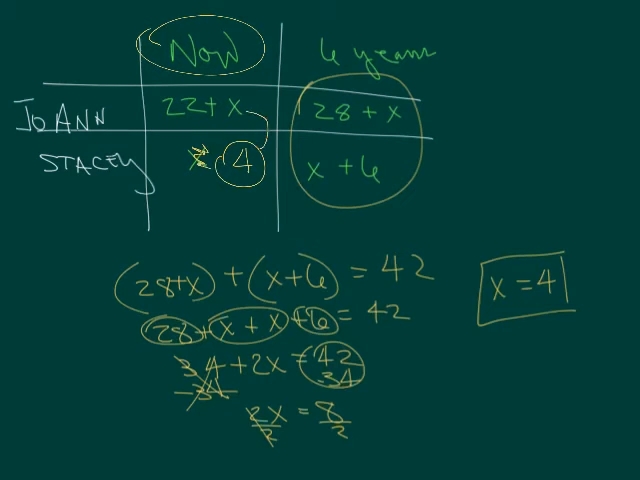 Now 6 years
JOANN 22+x 28+x
STACEY x 4 x+6
(28+x)+(x+6)=42
28+x+x+6=42
34+2x=42
-34 -34
2x=8
2 2
x=4